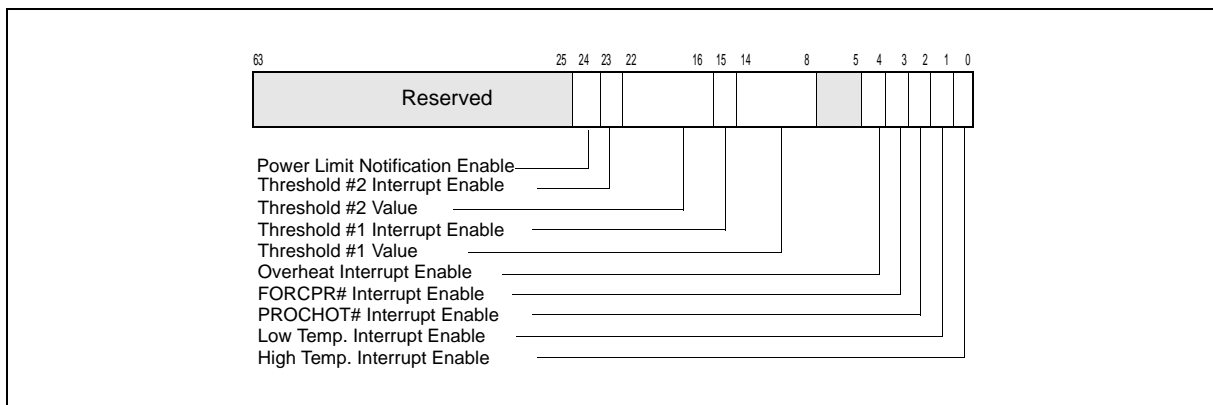 63 25 24 23 22 16 15 14 8 5 4 3 2 1 0
Reserved
Power Limit Notification Enable
Threshold #2 Interrupt Enable
Threshold #2 Value
Threshold #1 Interrupt Enable
Threshold #1 Value
Overheat Interrupt Enable
FORCPR# Interrupt Enable
PROCHOT# Interrupt Enable
Low Temp. Interrupt Enable
High Temp. Interrupt Enable